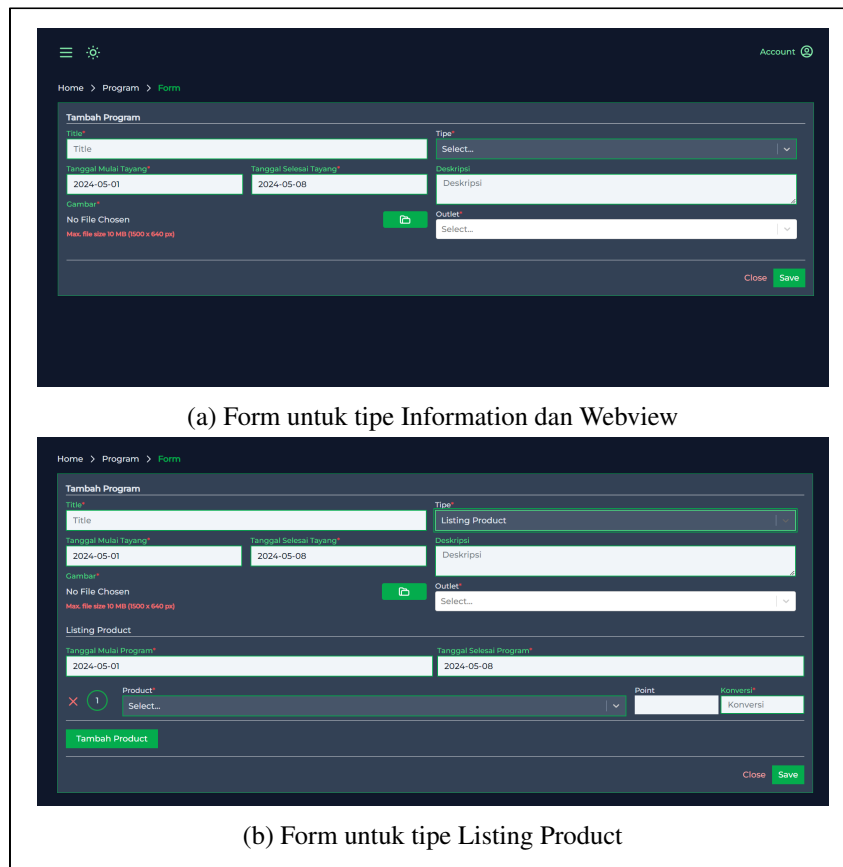 Account
Home > Program > Form
Tambah Program
Title* Tipe*
Title Select...
Tanggal Mulai Tayang* Tanggal Selesai Tayang* Deskripsi
2024-05-01 2024-05-08 Deskripsi
Gambar*
No File Chosen Outlet*
Max. file size 10 MB (1500 x 640 px) Select...
Close Save
(a) Form untuk tipe Information dan Webview
Home > Program > Form
Tambah Program
Title* Tipe*
Title Listing Product
Tanggal Mulai Tayang* Tanggal Selesai Tayang* Deskripsi
2024-05-01 2024-05-08 Deskripsi
Gambar*
No File Chosen Outlet*
Max. file size 10 MB (1500 x 640 px) Select...
Listing Product
Tanggal Mulai Program* Tanggal Selesai Program*
2024-05-01 2024-05-08
Product* Point Konversi*
1 Select... Konversi
Tambah Product
Close Save
(b) Form untuk tipe Listing Product